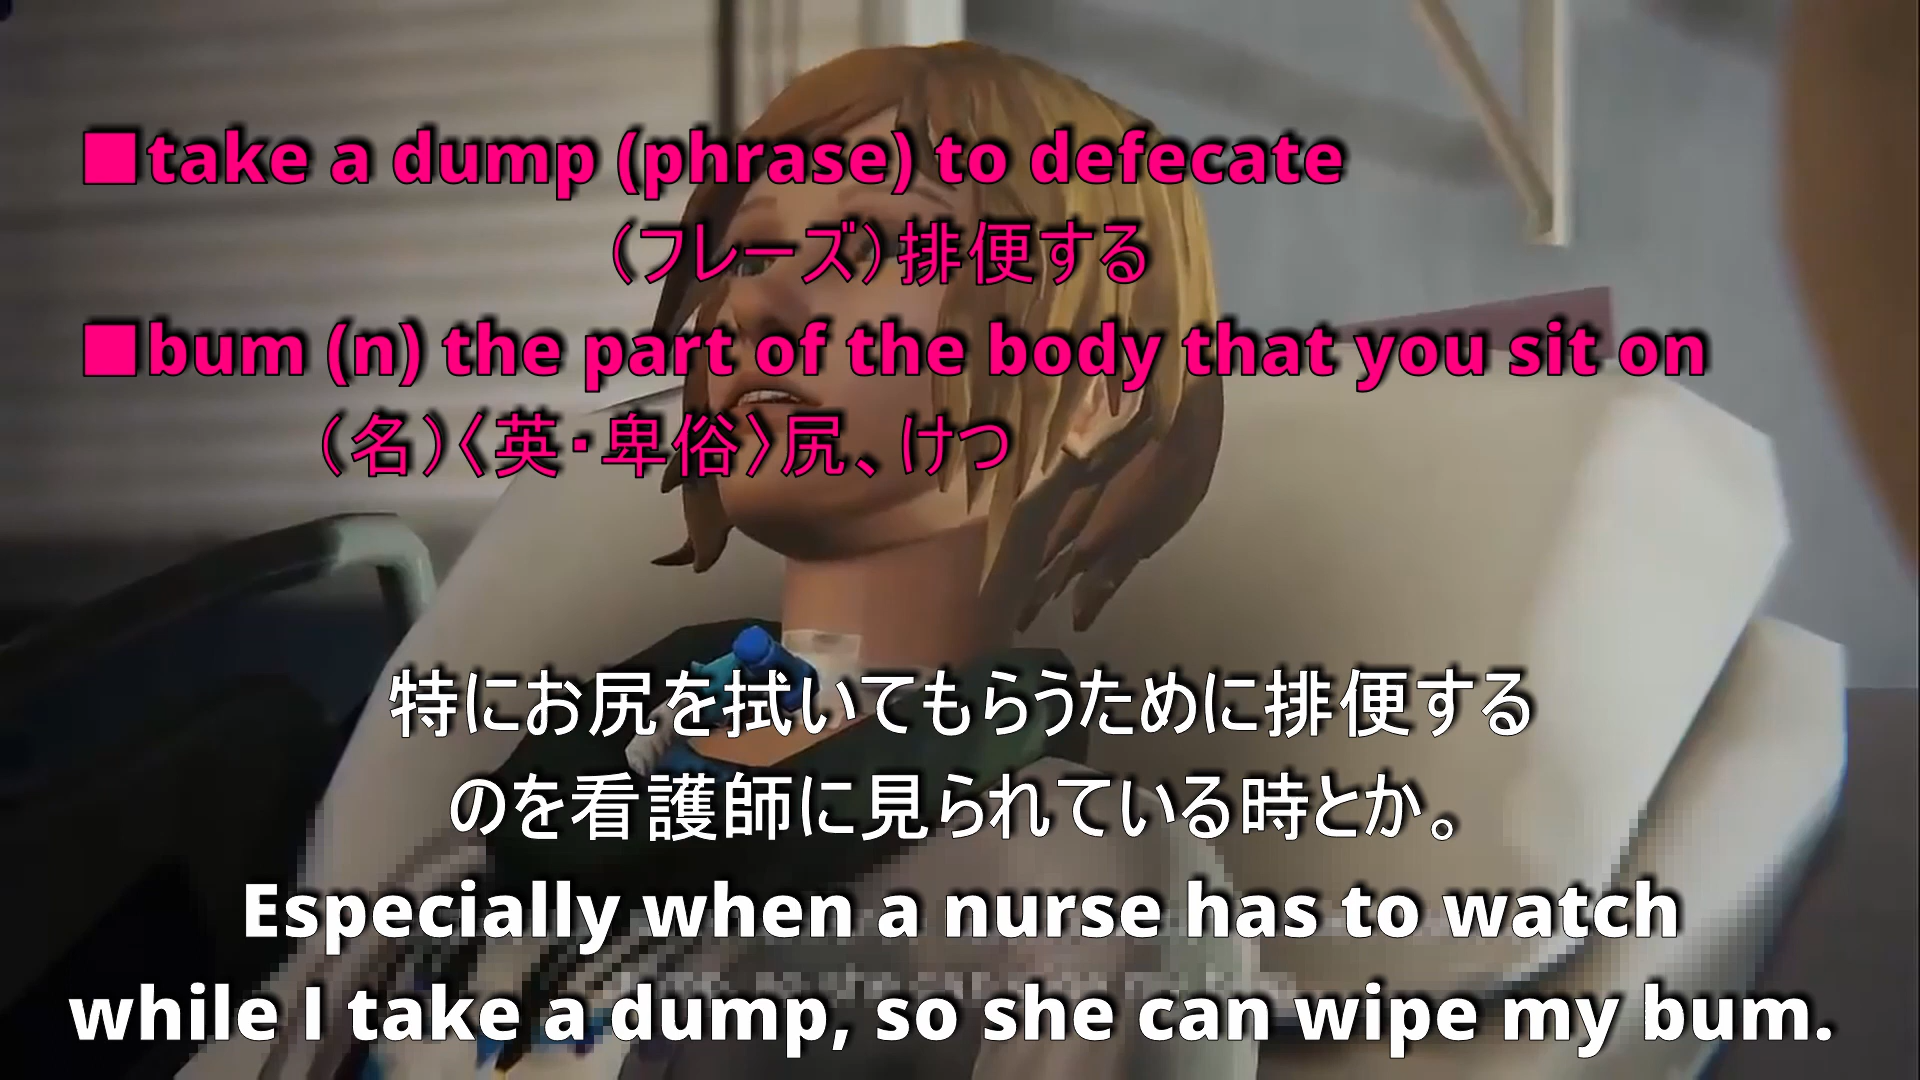 ■take a dump (phrase) to defecate
（フレーズ）排便する
■bum (n) the part of the body that you sit on
（名）〈英・卑俗〉尻、けつ
特にお尻を拭いてもらうために排便する
のを看護師に見られている時とか。
Especially when a nurse has to watch
while I take a dump, so she can wipe my bum.